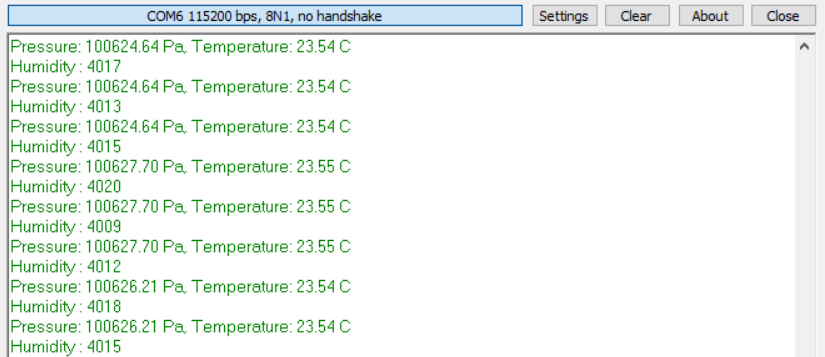 COM6 115200 bps, 8N1, no handshake Settings Clear About Close
Pressure: 100624.64 Pa, Temperature: 23.54 C
Humidity : 4017
Pressure: 100624.64 Pa, Temperature: 23.54 C
Humidity : 4013
Pressure: 100624.64 Pa, Temperature: 23.54 C
Humidity : 4015
Pressure: 100627.70 Pa, Temperature: 23.55 C
Humidity : 4020
Pressure: 100627.70 Pa, Temperature: 23.55 C
Humidity : 4009
Pressure: 100627.70 Pa, Temperature: 23.55 C
Humidity : 4012
Pressure: 100626.21 Pa, Temperature: 23.54 C
Humidity : 4018
Pressure: 100626.21 Pa, Temperature: 23.54 C
Humidity : 4015